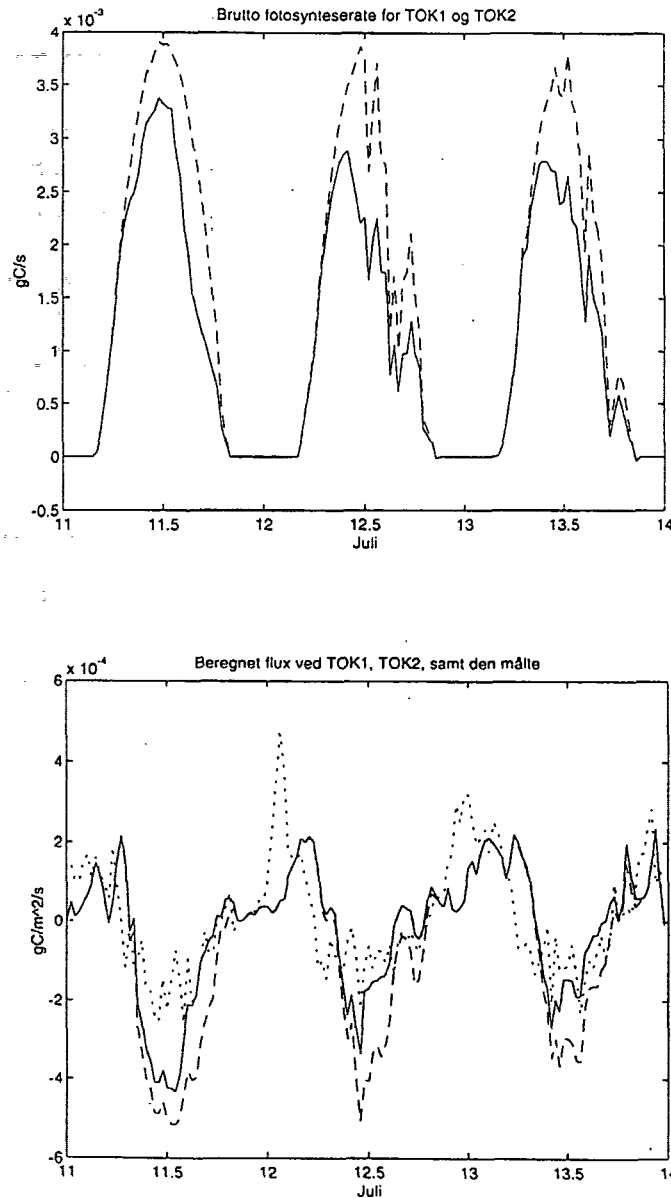 Brutto fotosynteserate for TOK1 og TOK2
x 10^-3
4
3.5
3
2.5
2
1.5
1
0.5
0
-0.5
gC/s
11 11.5 12 12.5 13 13.5 14
Juli
Beregnet flux ved TOK1, TOK2, samt den målte
x 10^-4
6
4
2
0
-2
-4
-6
gC/m^2/s
11 11.5 12 12.5 13 13.5 14
Juli